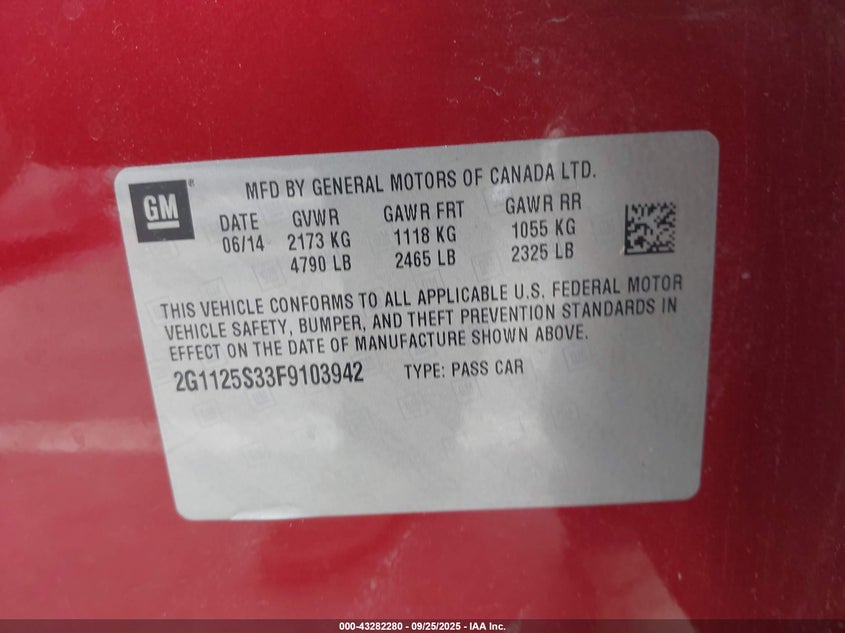 GM ®
MFD BY GENERAL MOTORS OF CANADA LTD.
DATE GVWR GAWR FRT GAWR RR
06/14 2173 KG 1118 KG 1055 KG
4790 LB 2465 LB 2325 LB
THIS VEHICLE CONFORMS TO ALL APPLICABLE U.S. FEDERAL MOTOR
VEHICLE SAFETY, BUMPER, AND THEFT PREVENTION STANDARDS IN
EFFECT ON THE DATE OF MANUFACTURE SHOWN ABOVE.
2G1125S33F9103942 TYPE: PASS CAR
000-43282280 - 09/25/2025 - IAA Inc.